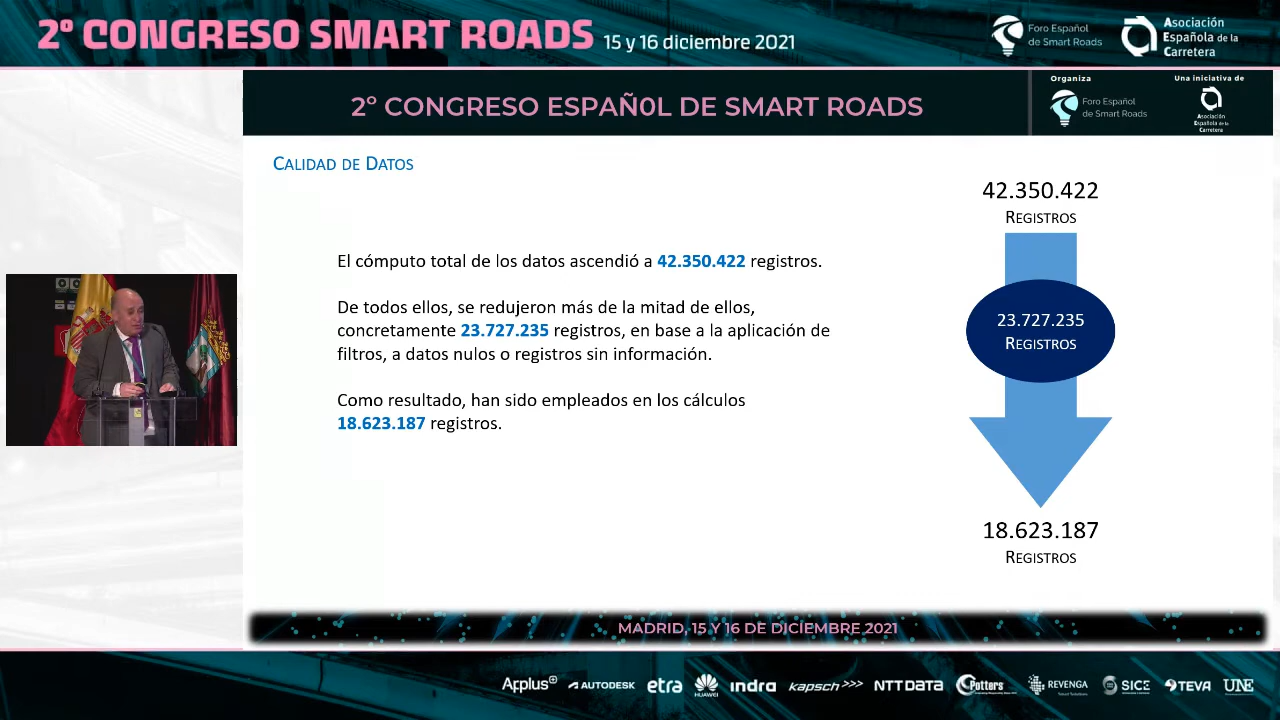 2º CONGRESO SMART ROADS 15 y 16 diciembre 2021
Foro Español
de Smart Roads
Asociación
Española de la
Carretera
2º CONGRESO ESPAÑ0L DE SMART ROADS
Organiza
Foro Español
de Smart Roads
Una iniciativa de
Asociación
Española de la
Carretera
CALIDAD DE DATOS
El cómputo total de los datos ascendió a 42.350.422 registros.
De todos ellos, se redujeron más de la mitad de ellos,
concretamente 23.727.235 registros, en base a la aplicación de
filtros, a datos nulos o registros sin información.
Como resultado, han sido empleados en los cálculos
18.623.187 registros.
42.350.422
REGISTROS
23.727.235
REGISTROS
18.623.187
REGISTROS
MADRID, 15 Y 16 DE DICIEMBRE 2021
Applus+ AUTODESK etra HUAWEI indra kapsch>>> NTT DATA Potters REVENGA SICE TEVA UNE